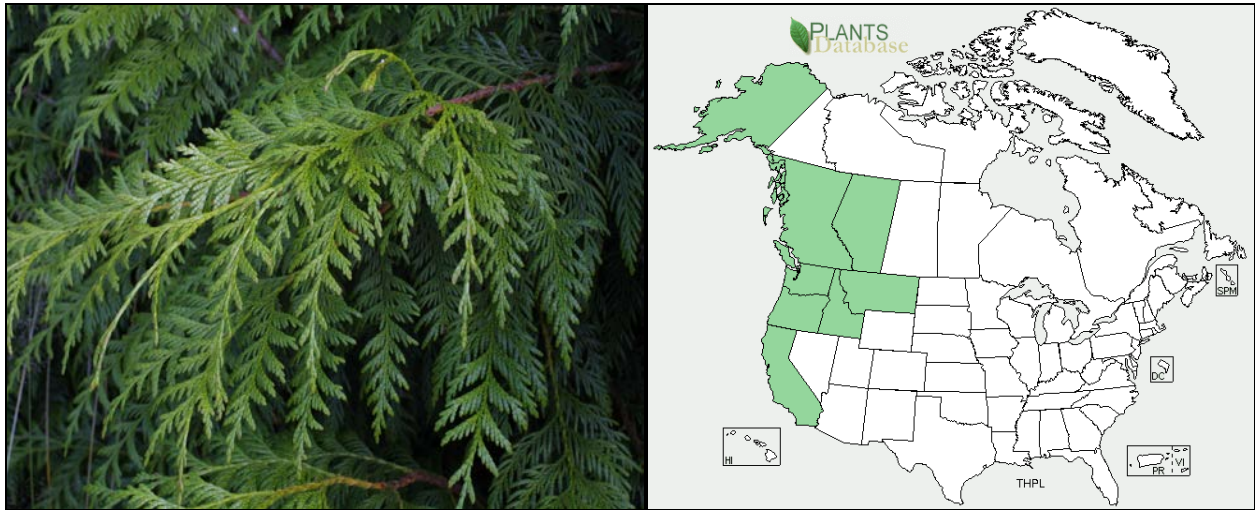 PLANTS
Database
SPM
DC
HI
PR
VI
THPL